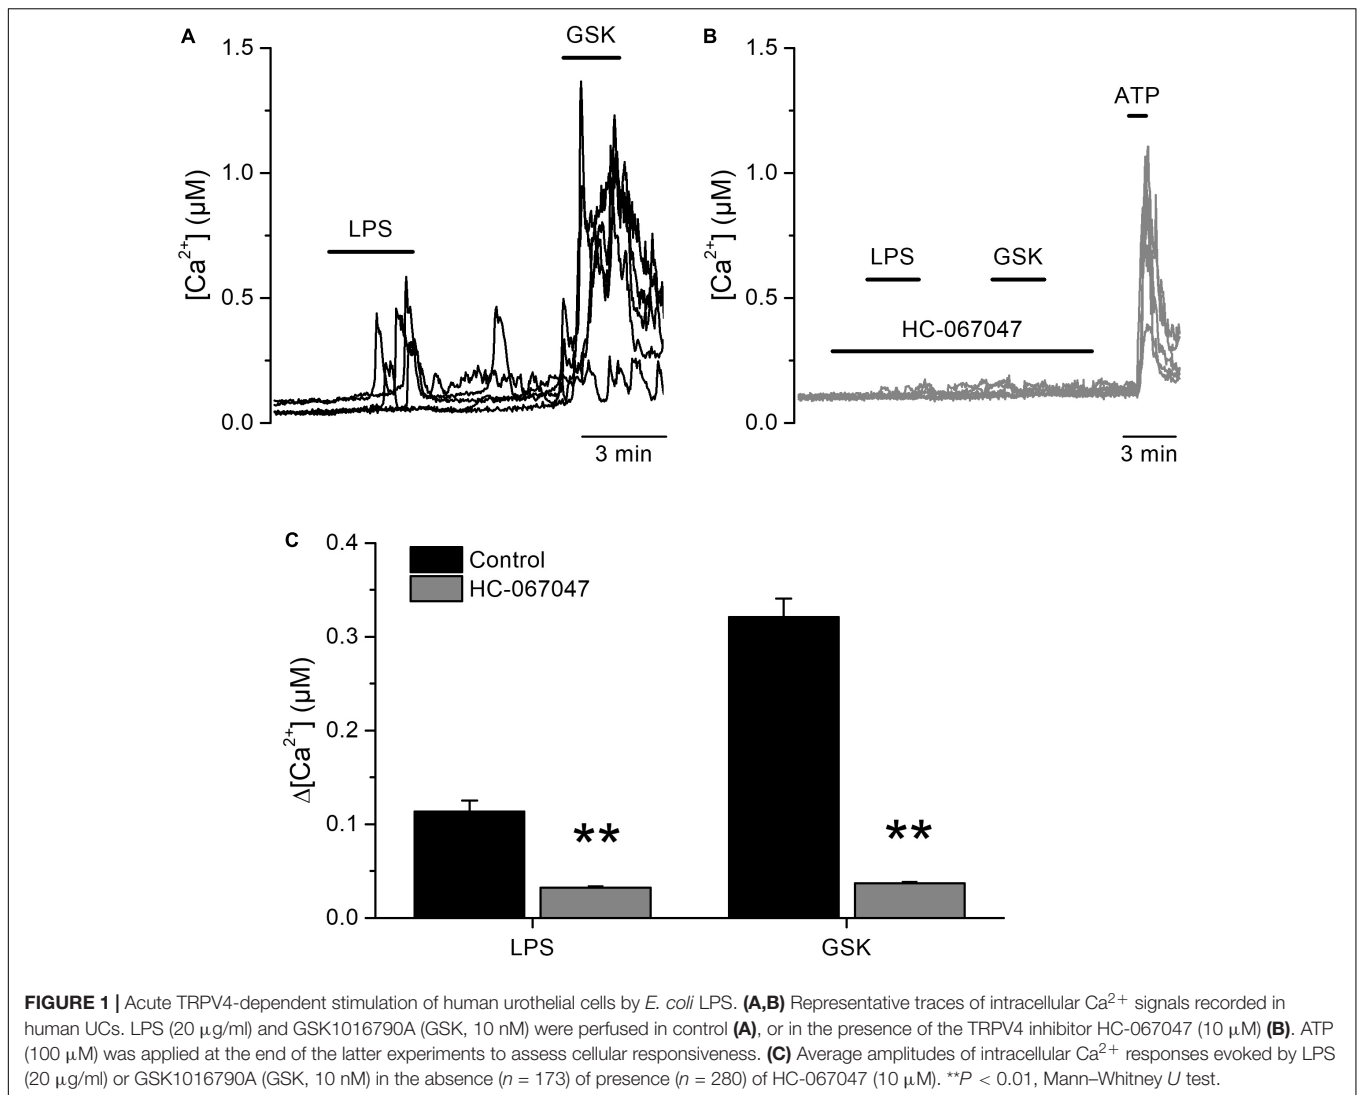 A
1.5
1.0
0.5
0.0
[Ca2+] (µM)
LPS
GSK
3 min
B
1.5
1.0
0.5
0.0
[Ca2+] (µM)
LPS
GSK
HC-067047
ATP
3 min
C
0.4
0.3
0.2
0.1
0.0
Δ[Ca2+] (µM)
Control
HC-067047
**
**
LPS
GSK
FIGURE 1 | Acute TRPV4-dependent stimulation of human urothelial cells by E. coli LPS. (A,B) Representative traces of intracellular Ca2+ signals recorded in
human UCs. LPS (20 µg/ml) and GSK1016790A (GSK, 10 nM) were perfused in control (A), or in the presence of the TRPV4 inhibitor HC-067047 (10 µM) (B). ATP
(100 µM) was applied at the end of the latter experiments to assess cellular responsiveness. (C) Average amplitudes of intracellular Ca2+ responses evoked by LPS
(20 µg/ml) or GSK1016790A (GSK, 10 nM) in the absence (n = 173) of presence (n = 280) of HC-067047 (10 µM). **P < 0.01, Mann–Whitney U test.